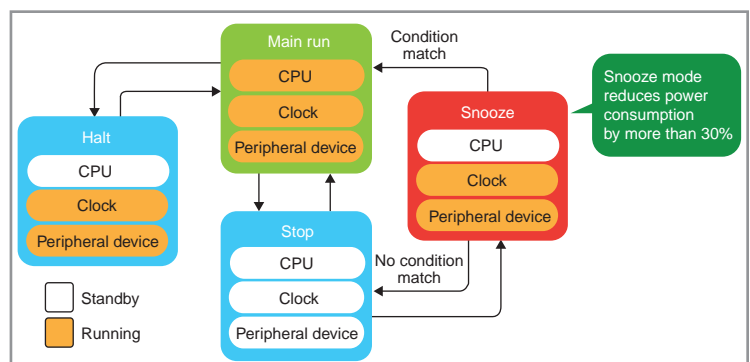 Main run
CPU
Clock
Peripheral device
Condition
match
Snooze mode
reduces power
consumption
by more than 30%
Halt
CPU
Clock
Peripheral device
Snooze
CPU
Clock
Peripheral device
Stop
CPU
Clock
Peripheral device
No condition
match
Standby
Running